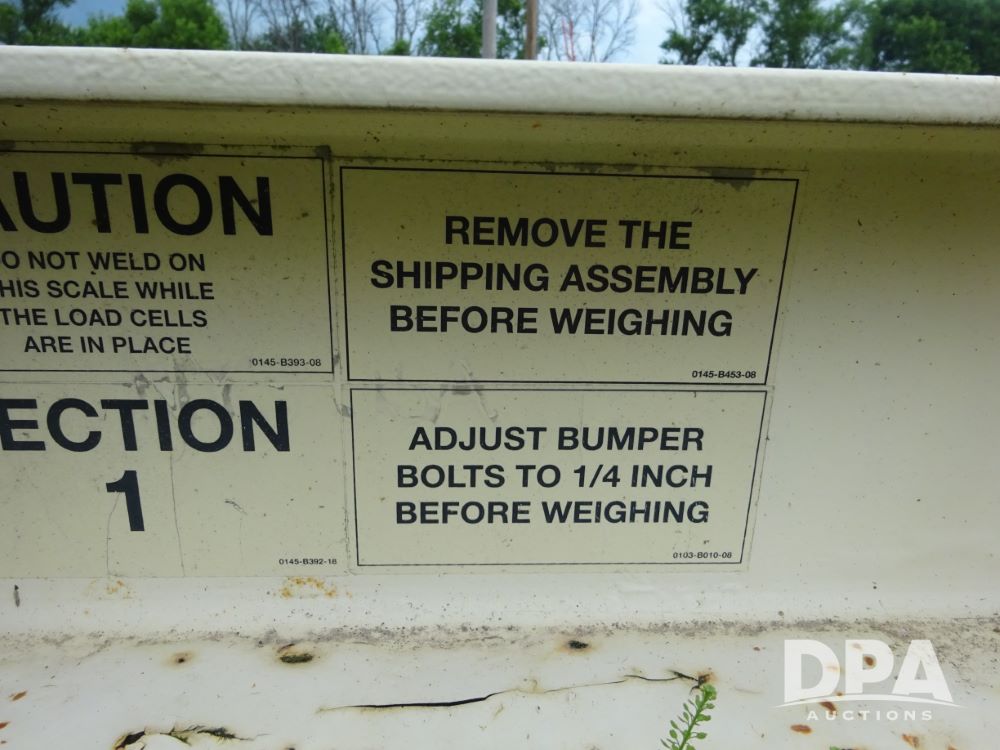 AUTION
O NOT WELD ON
HIS SCALE WHILE
THE LOAD CELLS
ARE IN PLACE
0145-B393-08
REMOVE THE
SHIPPING ASSEMBLY
BEFORE WEIGHING
0145-B453-08
ECTION
1
0145-B392-18
ADJUST BUMPER
BOLTS TO 1/4 INCH
BEFORE WEIGHING
0103-B010-08
DPA
AUCTIONS